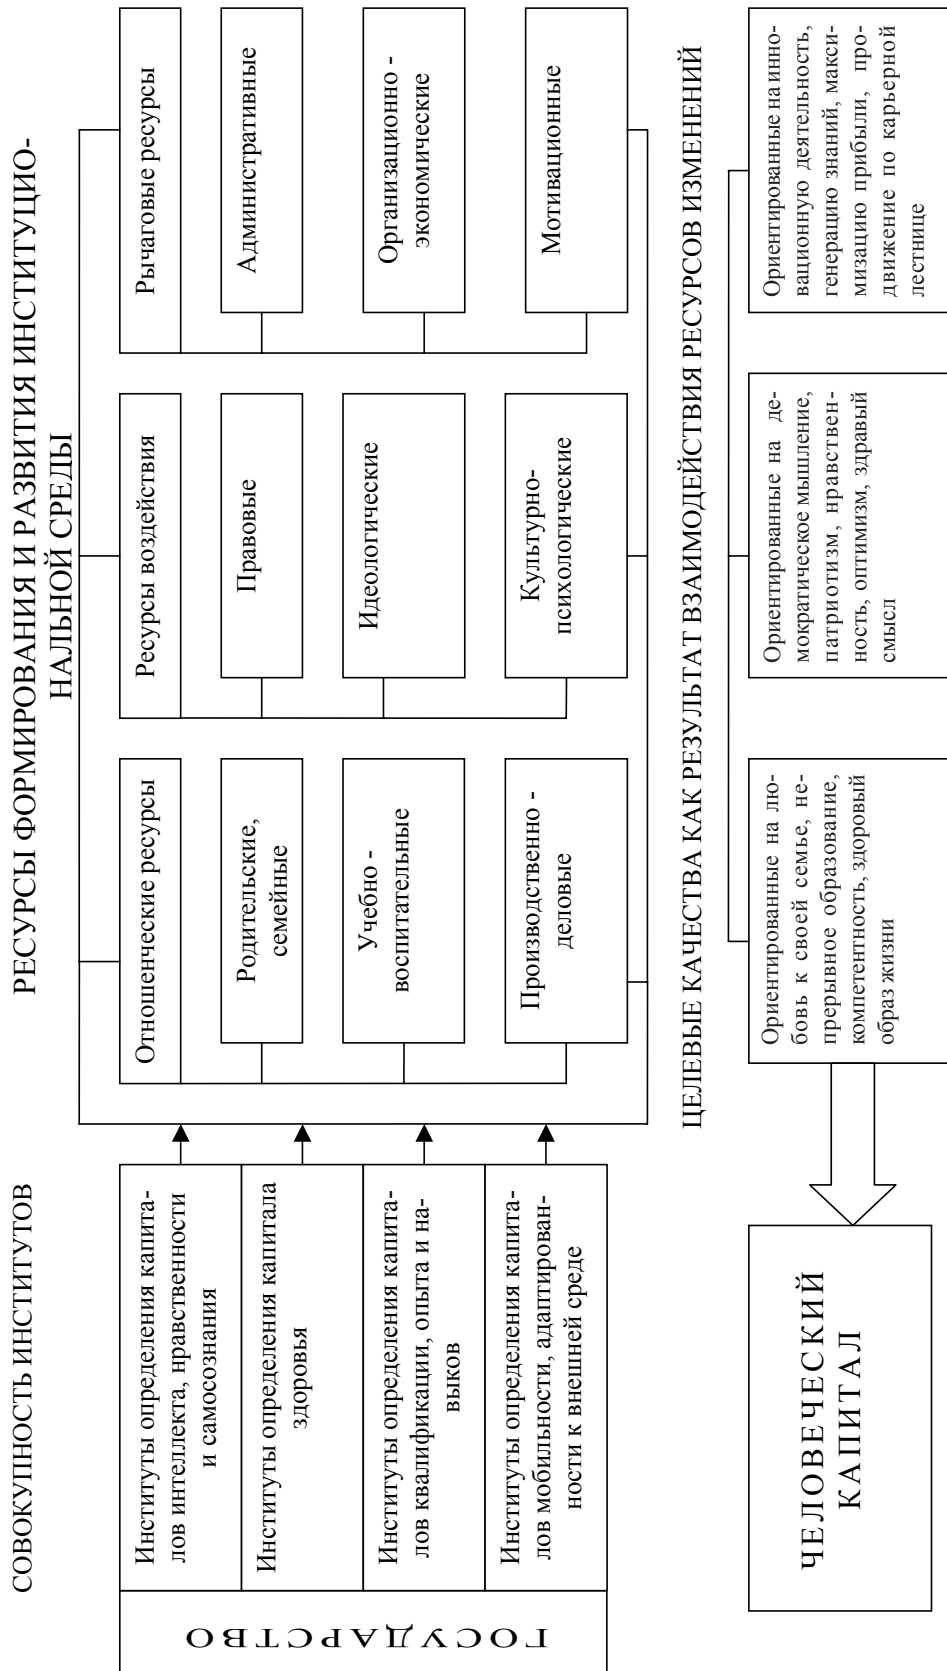 СОВОКУПНОСТЬ ИНСТИТУТОВ
ГОСУДАРСТВО
Институты определения капита-
лов интеллекта, нравственности
и самосознания
Институты определения капитала
здоровья
Институты определения капита-
лов квалификации, опыта и на-
выков
Институты определения капита-
лов мобильности, адаптирован-
ности к внешней среде
РЕСУРСЫ ФОРМИРОВАНИЯ И РАЗВИТИЯ ИНСТИТУЦИО-
НАЛЬНОЙ СРЕДЫ
Отношенческие ресурсы
Родительские,
семейные
Учебно -
воспитательные
Производственно -
деловые
Ресурсы воздействия
Правовые
Идеологические
Культурно-
психологические
Рычаговые ресурсы
Административные
Организационно -
экономические
Мотивационные
ЦЕЛЕВЫЕ КАЧЕСТВА КАК РЕЗУЛЬТАТ ВЗАИМОДЕЙСТВИЯ РЕСУРСОВ ИЗМЕНЕНИЙ
ЧЕЛОВЕЧЕСКИЙ
КАПИТАЛ
Ориентированные на лю-
бовь к своей семье, не-
прерывное образование,
компетентность, здоровый
образ жизни
Ориентированные на де-
мократическое мышление,
патриотизм, нравствен-
ность, оптимизм, здравый
смысл
Ориентированные на инно-
вационную деятельность,
генерацию знаний, макси-
мизацию прибыли, про-
движение по карьерной
лестнице